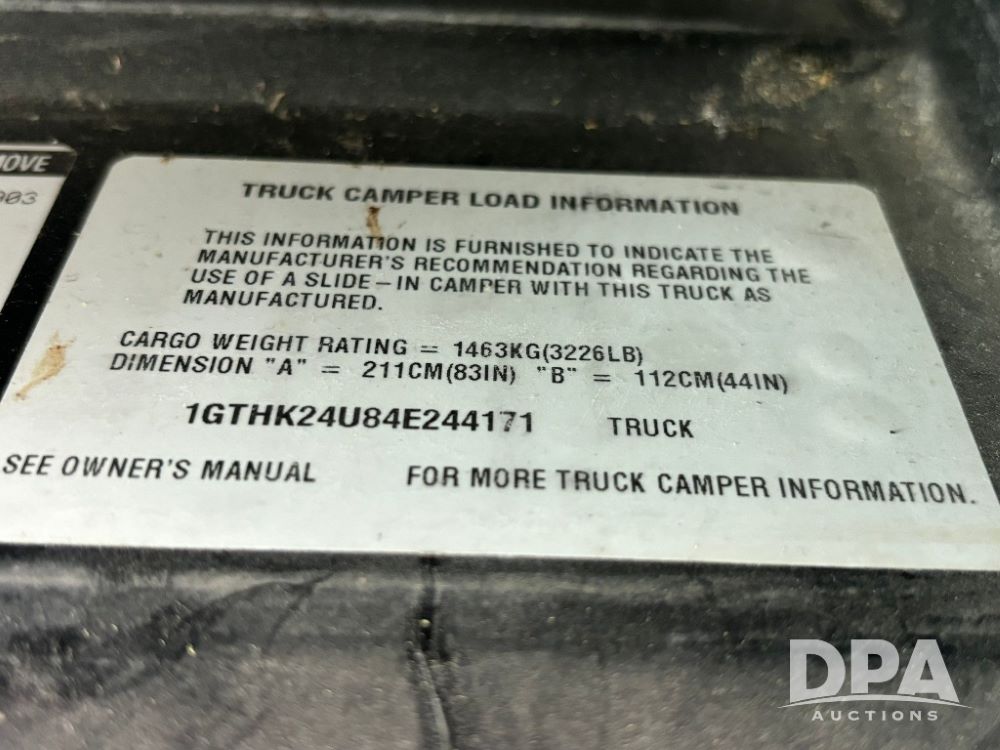 TRUCK CAMPER LOAD INFORMATION
THIS INFORMATION IS FURNISHED TO INDICATE THE
MANUFACTURER'S RECOMMENDATION REGARDING THE
USE OF A SLIDE-IN CAMPER WITH THIS TRUCK AS
MANUFACTURED.
CARGO WEIGHT RATING = 1463KG(3226LB)
DIMENSION "A" = 211CM(83IN) "B" = 112CM(44IN)
1GTHK24U84E244171 TRUCK
SEE OWNER'S MANUAL FOR MORE TRUCK CAMPER INFORMATION.
DPA
AUCTIONS